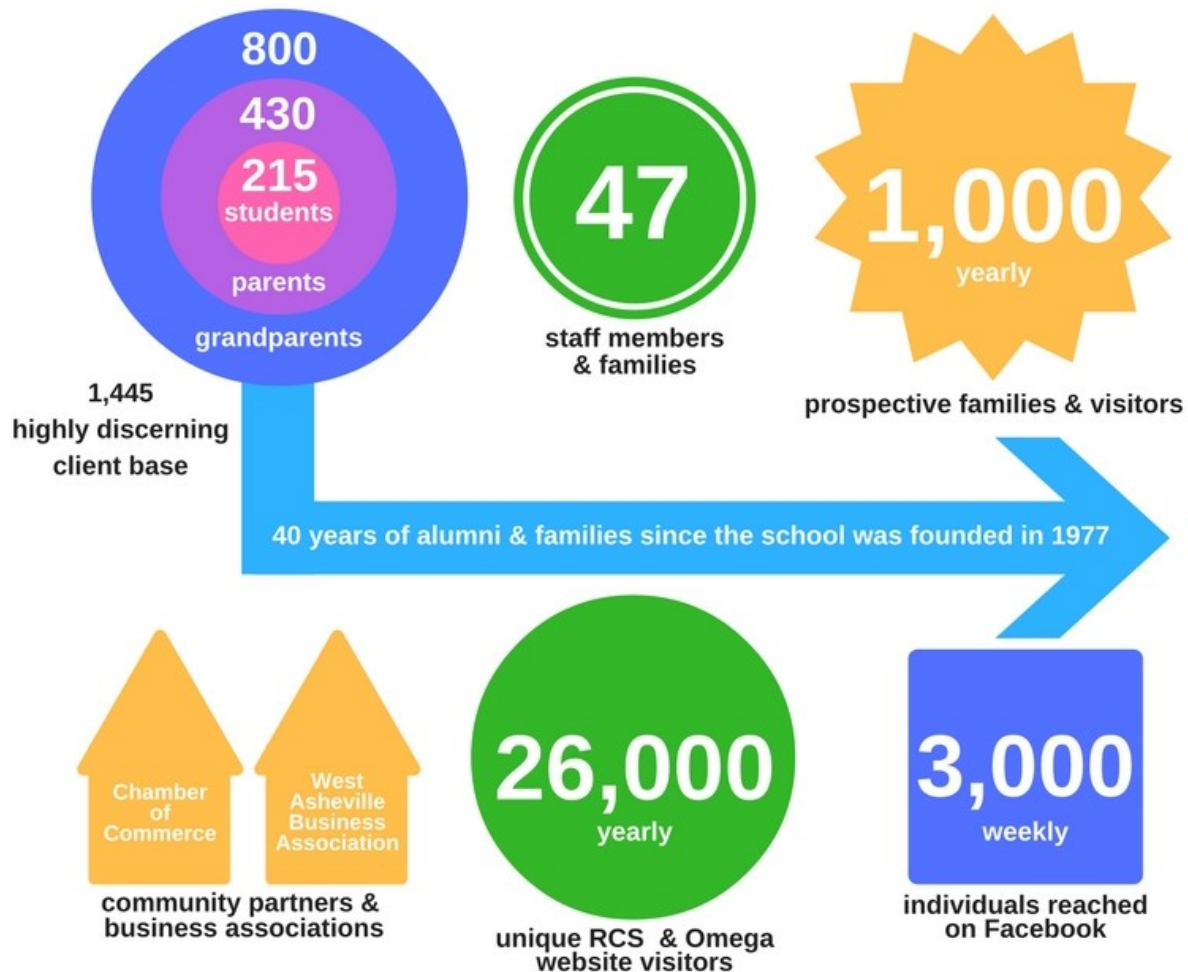 800
430
215
students
parents
grandparents
1,445
highly discerning
client base
47
staff members
& families
1,000
yearly
prospective families & visitors
40 years of alumni & families since the school was founded in 1977
Chamber
of
Commerce
West
Asheville
Business
Association
community partners &
business associations
26,000
yearly
unique RCS & Omega
website visitors
3,000
weekly
individuals reached
on Facebook